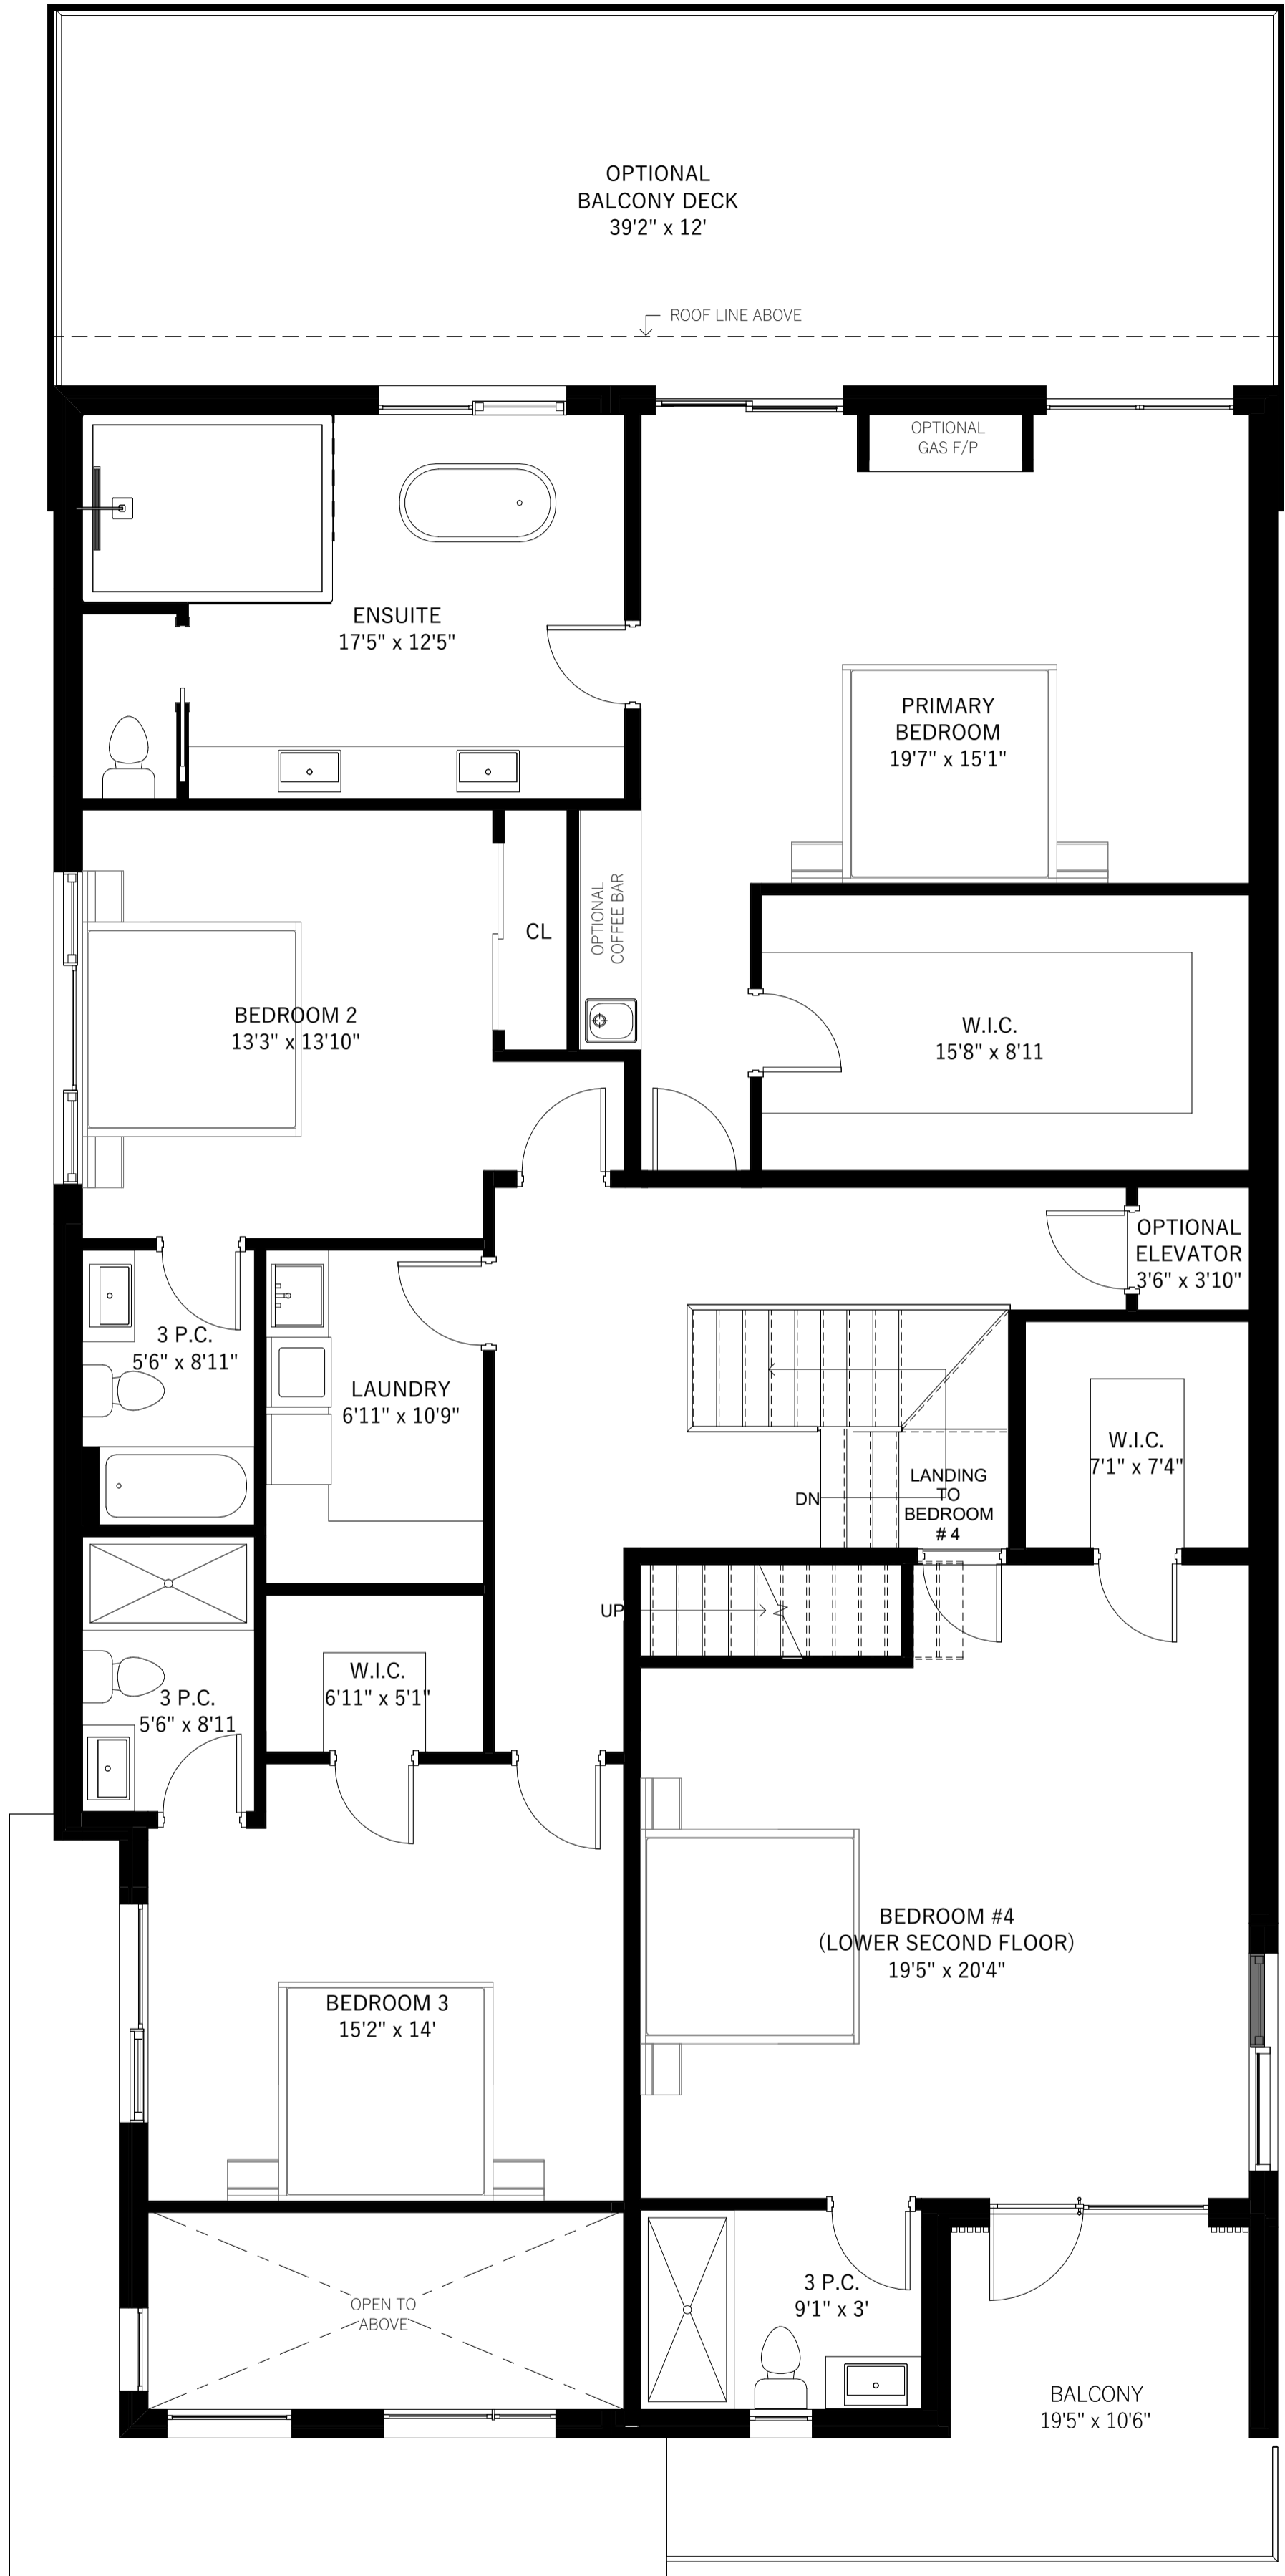 OPTIONAL
BALCONY DECK
39'2" x 12'
ROOF LINE ABOVE
OPTIONAL
GAS F/P
ENSUITE
17'5" x 12'5"
PRIMARY
BEDROOM
19'7" x 15'1"
OPTIONAL
COFFEE BAR
CL
BEDROOM 2
13'3" x 13'10"
W.I.C.
15'8" x 8'11
OPTIONAL
ELEVATOR
3'6" x 3'10"
3 P.C.
5'6" x 8'11"
LAUNDRY
6'11" x 10'9"
W.I.C.
7'1" x 7'4"
DN
LANDING
TO
BEDROOM
# 4
UP
W.I.C.
6'11" x 5'1"
3 P.C.
5'6" x 8'11
BEDROOM #4
(LOWER SECOND FLOOR)
19'5" x 20'4"
BEDROOM 3
15'2" x 14'
3 P.C.
9'1" x 3'
OPEN TO
ABOVE
BALCONY
19'5" x 10'6"